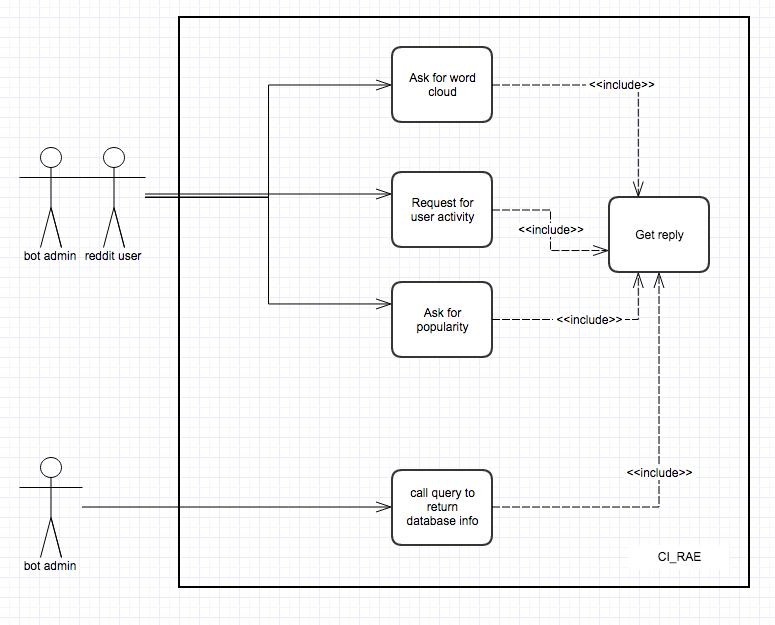 Ask for word
cloud
<<include>>
Request for
user activity
<<include>>
Get reply
bot admin
reddit user
Ask for
popularity
<<include>>
<<include>>
call query to
return
database info
CI_RAE
bot admin